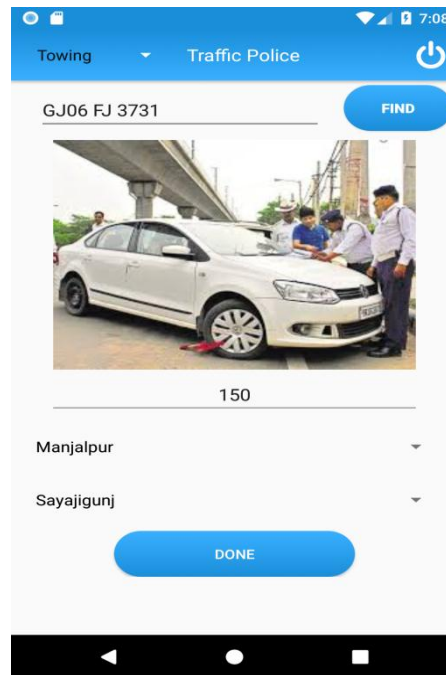 7:08
Towing Traffic Police
GJ06 FJ 3731 FIND
150
Manjalpur
Sayajigunj
DONE